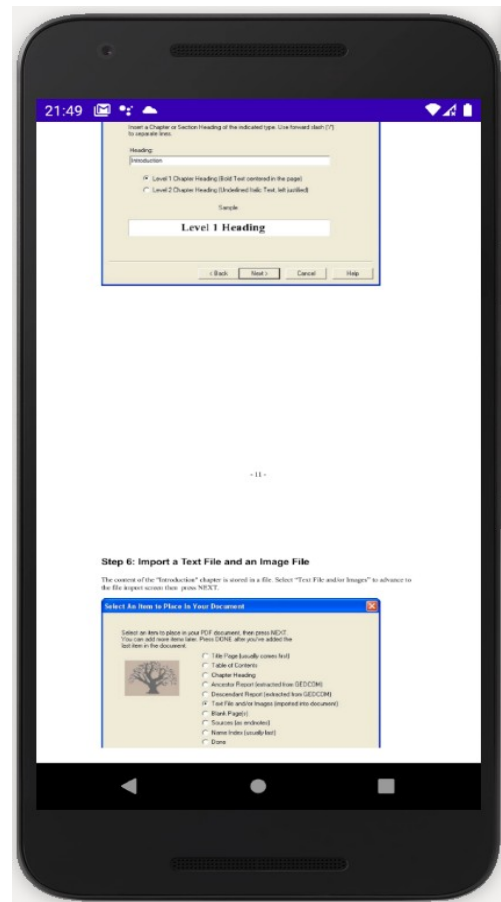 21:49
Insert a Chapter or Section Heading of the indicated type. Use forward slash ('/')
to separate lines.
Heading:
Introduction
Level 1 Chapter Heading (Bold Text centered in the page)
Level 2 Chapter Heading (Underlined Italic Text, left justified)
Sample
Level 1 Heading
< Back Next > Cancel Help
- 11 -
Step 6: Import a Text File and an Image File
The content of the "Introduction" chapter is stored in a file. Select "Text File and/or Images" to advance to
the file import screen then press NEXT.
Select An Item to Place In Your Document
Select an item to place in your PDF document, then press NEXT.
You can add more items later. Press DONE after you've added the
last item in the document.
Title Page (usually comes first)
Table of Contents
Chapter Heading
Ancestor Report (extracted from GEDCOM)
Descendant Report (extracted from GEDCOM)
Text File and/or Images (imported into document)
Blank Page(s)
Sources (as endnotes)
Name Index (usually last)
Done